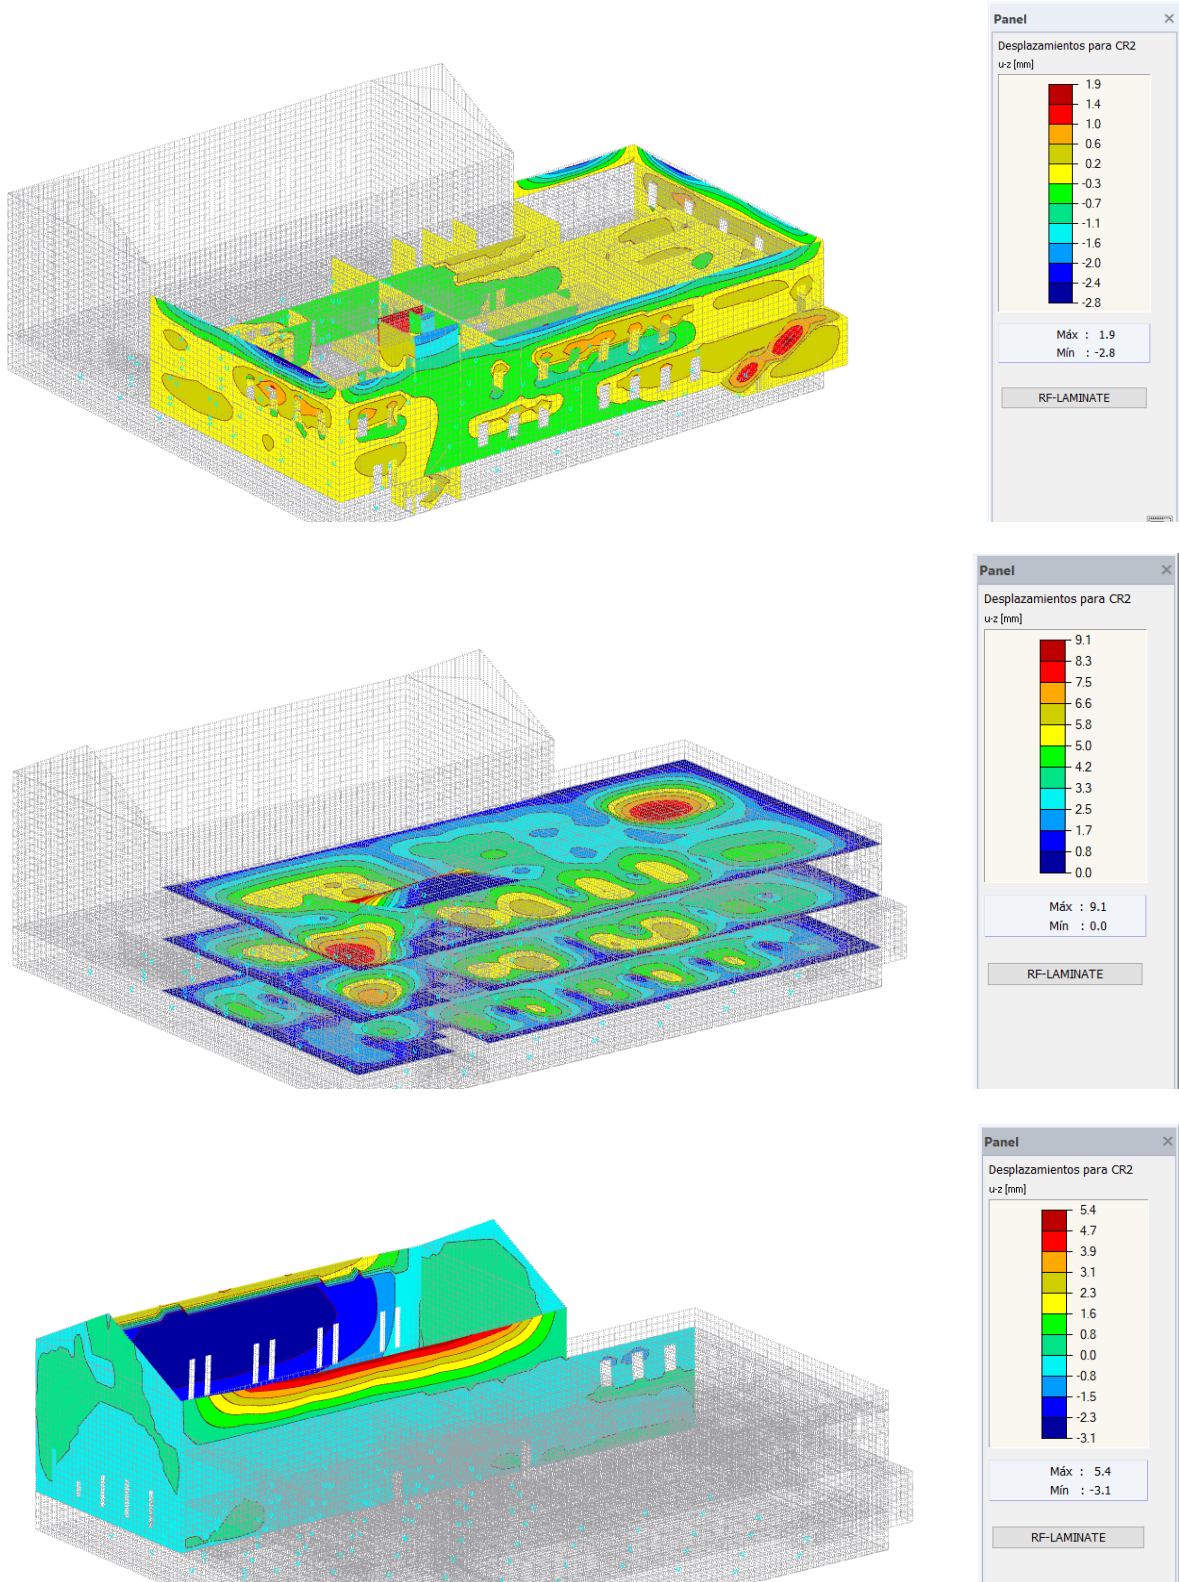 Panel
Desplazamientos para CR2
u-z [mm]
1.9
1.4
1.0
0.6
0.2
-0.3
-0.7
-1.1
-1.6
-2.0
-2.4
-2.8
Máx : 1.9
Mín : -2.8
RF-LAMINATE
Panel
Desplazamientos para CR2
u-z [mm]
9.1
8.3
7.5
6.6
5.8
5.0
4.2
3.3
2.5
1.7
0.8
0.0
Máx : 9.1
Mín : 0.0
RF-LAMINATE
Panel
Desplazamientos para CR2
u-z [mm]
5.4
4.7
3.9
3.1
2.3
1.6
0.8
0.0
-0.8
-1.5
-2.3
-3.1
Máx : 5.4
Mín : -3.1
RF-LAMINATE